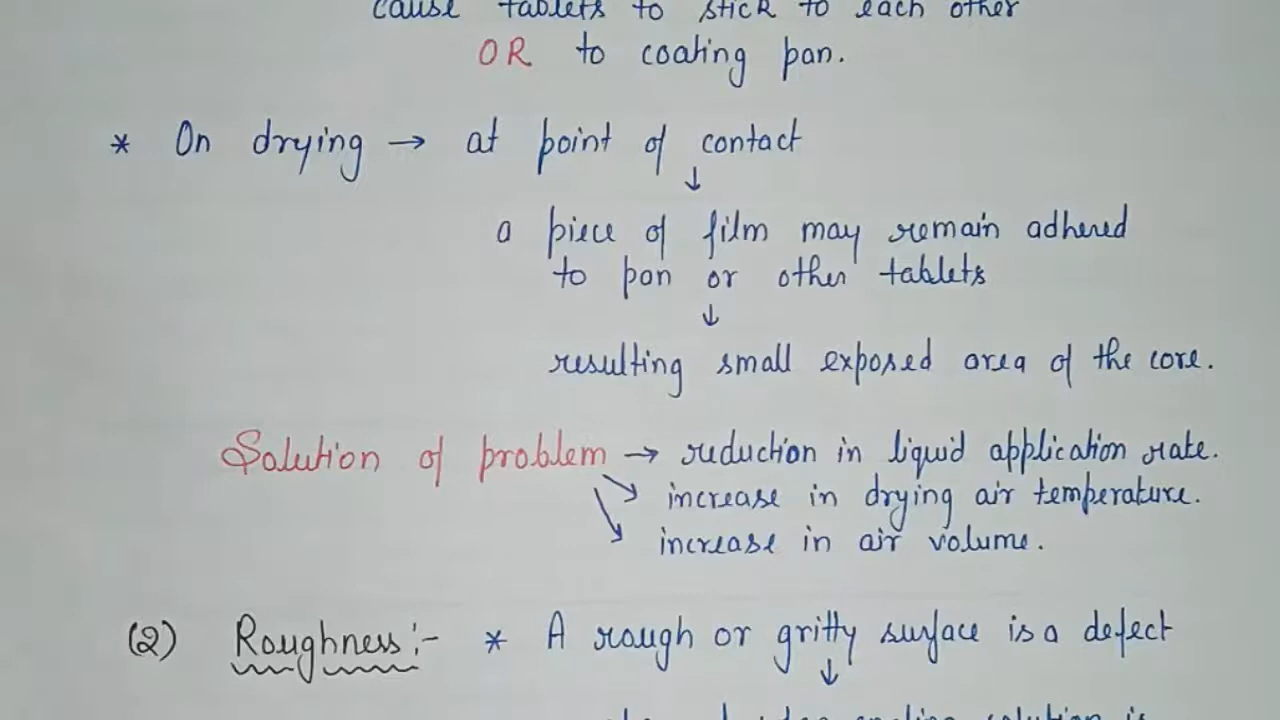 cause tablets to stick to each other
OR to coating pan.
* On drying → at point of contact
↓
a piece of film may remain adhered
to pan or other tablets
↓
resulting small exposed area of the core.
Solution of problem → reduction in liquid application rate.
↘ increase in drying air temperature.
↘ increase in air volume.
(2) Roughness :- * A rough or gritty surface is a defect
↓
solution is